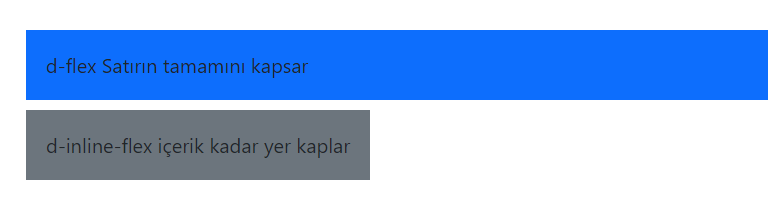 d-flex Satırın tamamını kapsar
d-inline-flex içerik kadar yer kaplar